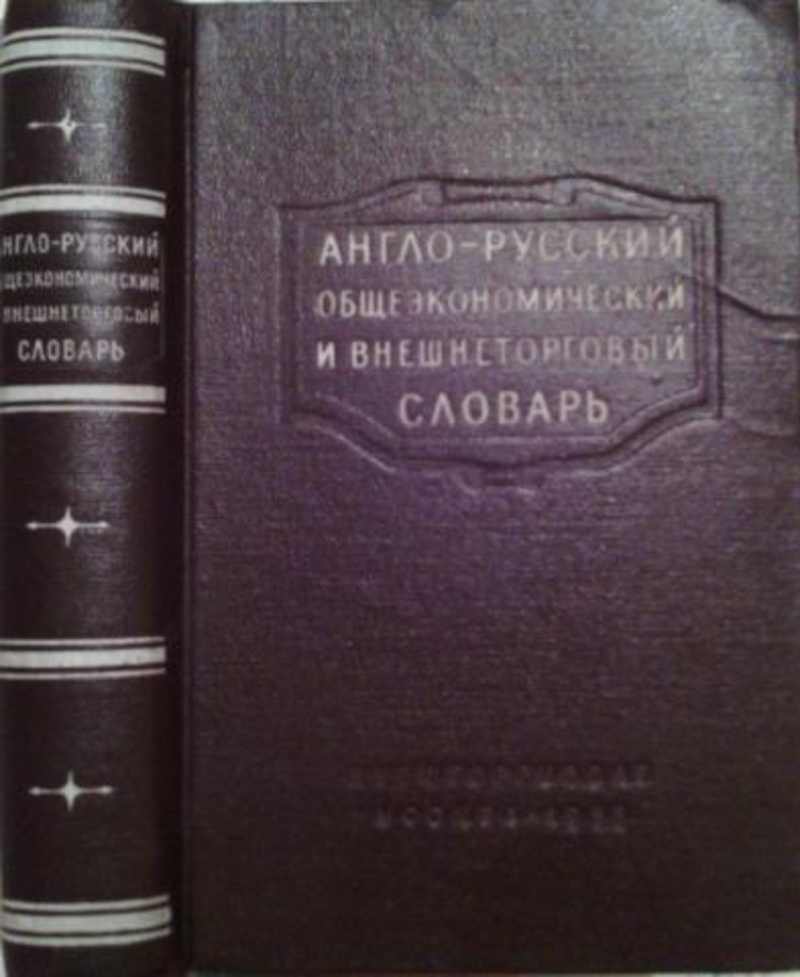 АНГЛО-РУССКИЙ
ОБЩЕЭКОНОМИЧЕСКИЙ
ВНЕШНЕТОРГОВЫЙ
СЛОВАРЬ
АНГЛО-РУССКИЙ
ОБЩЕЭКОНОМИЧЕСКИЙ
И ВНЕШНЕТОРГОВЫЙ
СЛОВАРЬ